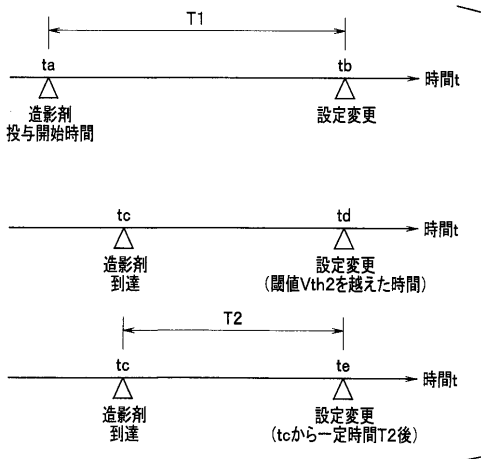 T1
ta
tb
時間t
造影剤
投与開始時間
設定変更
tc
td
時間t
造影剤
到達
設定変更
(閾値Vth2を越えた時間)
T2
tc
te
時間t
造影剤
到達
設定変更
(tcから一定時間T2後)